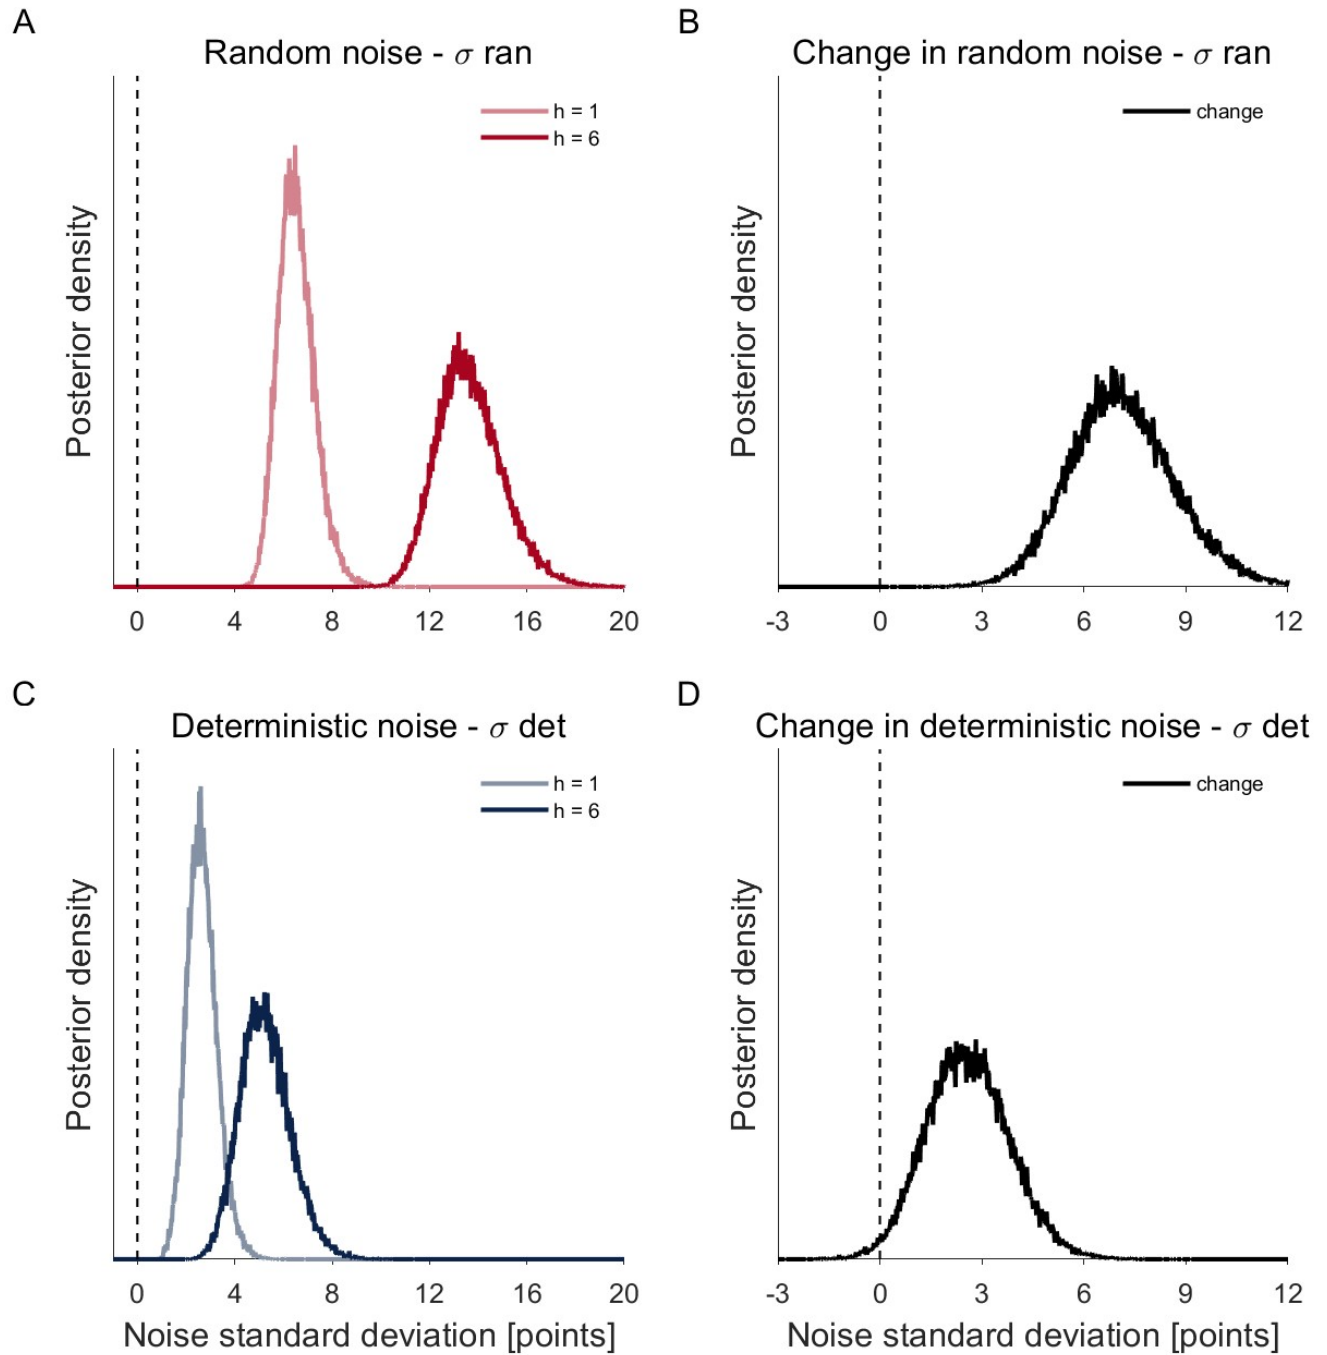 A
Random noise - σ ran
h = 1
h = 6
Posterior density
0 4 8 12 16 20
B
Change in random noise - σ ran
change
Posterior density
-3 0 3 6 9 12
C
Deterministic noise - σ det
h = 1
h = 6
Posterior density
0 4 8 12 16 20
Noise standard deviation [points]
D
Change in deterministic noise - σ det
change
Posterior density
-3 0 3 6 9 12
Noise standard deviation [points]